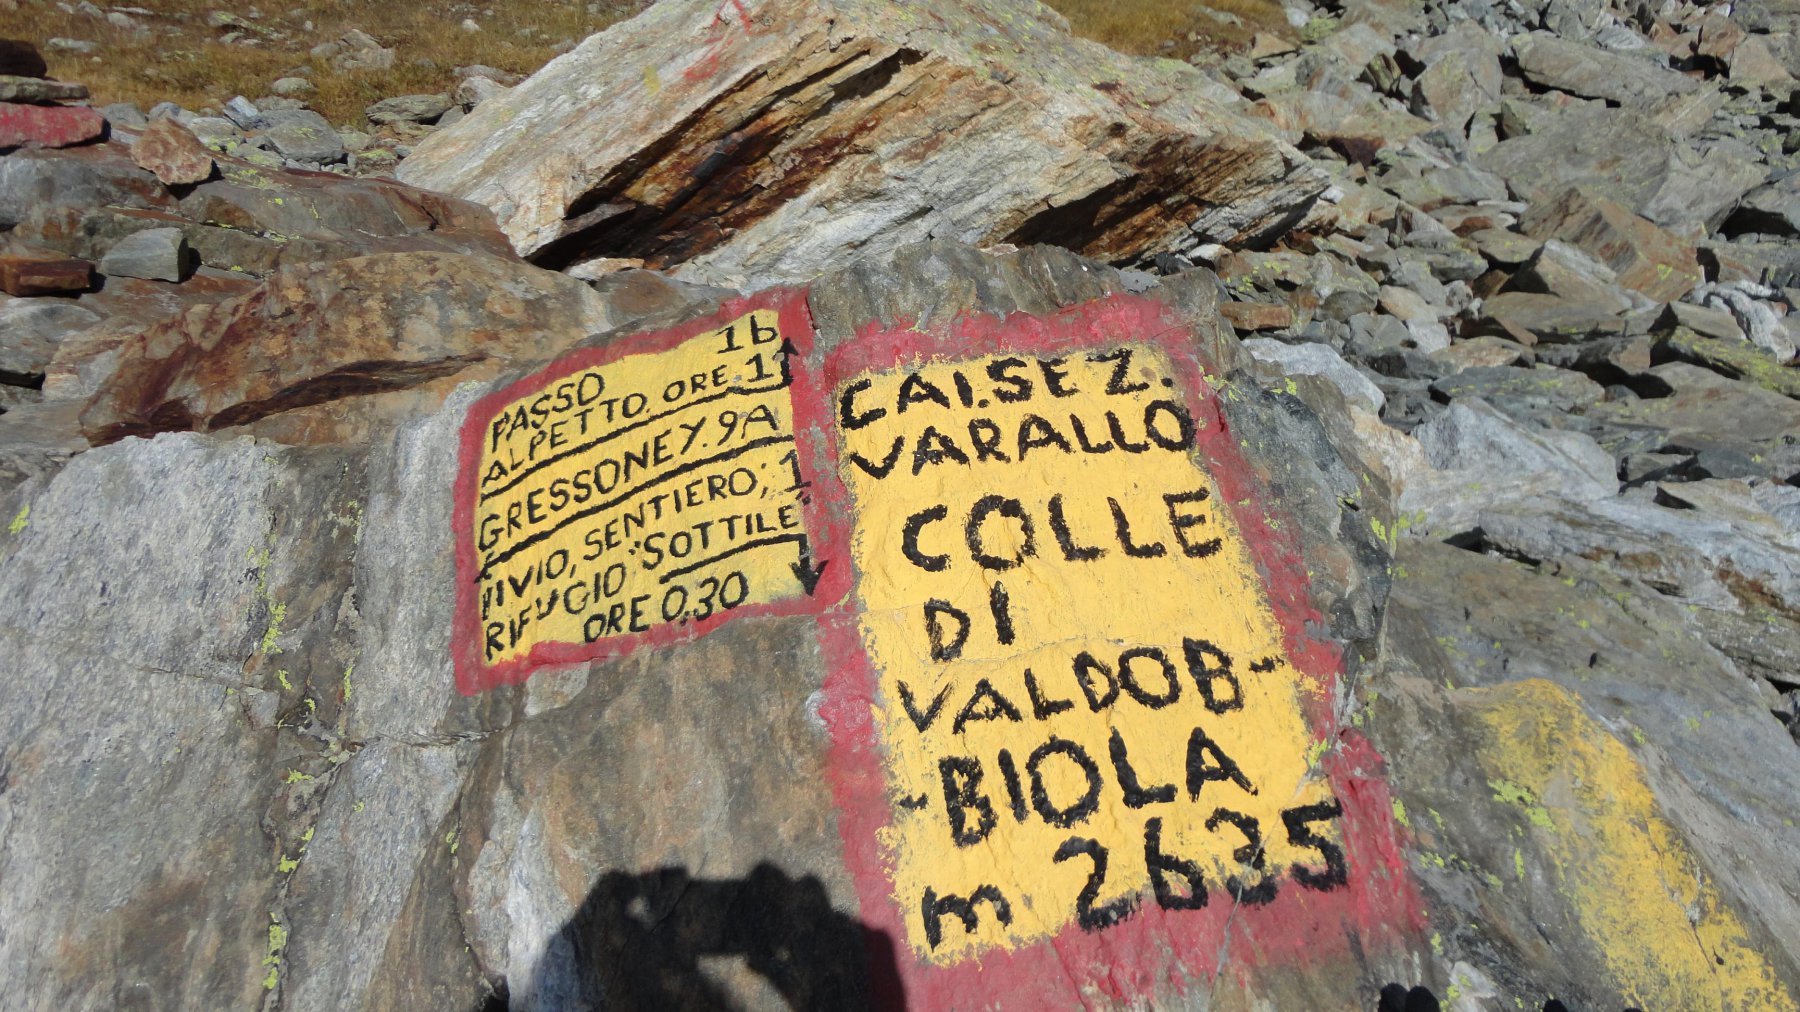 1b
PASSO
ALPETTO. ORE. 1
GRESSONEY. 9A
IVIO, SENTIERO; 1
RIFUGIO "SOTTILE"
ORE 0,30
CAI. SEZ.
VARALLO
COLLE
DI
VALDOB-
-BIOLA
m 2635